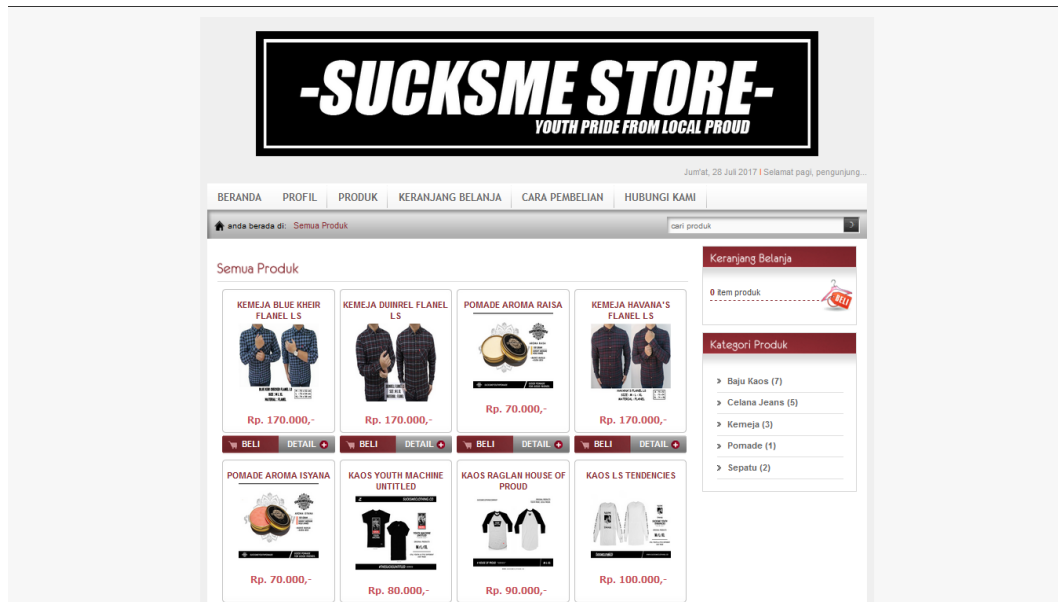 -SUCKSME STORE-
YOUTH PRIDE FROM LOCAL PROUD
Jum'at, 28 Juli 2017 | Selamat pagi, pengunjung...
BERANDA PROFIL PRODUK KERANJANG BELANJA CARA PEMBELIAN HUBUNGI KAMI
anda berada di: Semua Produk
cari produk
Semua Produk
KEMEJA BLUE KHEIR FLANEL LS
Rp. 170.000,-
BELI DETAIL
KEMEJA DUINREL FLANEL LS
Rp. 170.000,-
BELI DETAIL
POMADE AROMA RAISA
Rp. 70.000,-
BELI DETAIL
KEMEJA HAVANA'S FLANEL LS
Rp. 170.000,-
BELI DETAIL
POMADE AROMA ISYANA
Rp. 70.000,-
KAOS YOUTH MACHINE UNTITLED
Rp. 80.000,-
KAOS RAGLAN HOUSE OF PROUD
Rp. 90.000,-
KAOS LS TENDENCIES
Rp. 100.000,-
Keranjang Belanja
0 item produk
BELI
Kategori Produk
Baju Kaos (7)
Celana Jeans (5)
Kemeja (3)
Pomade (1)
Sepatu (2)